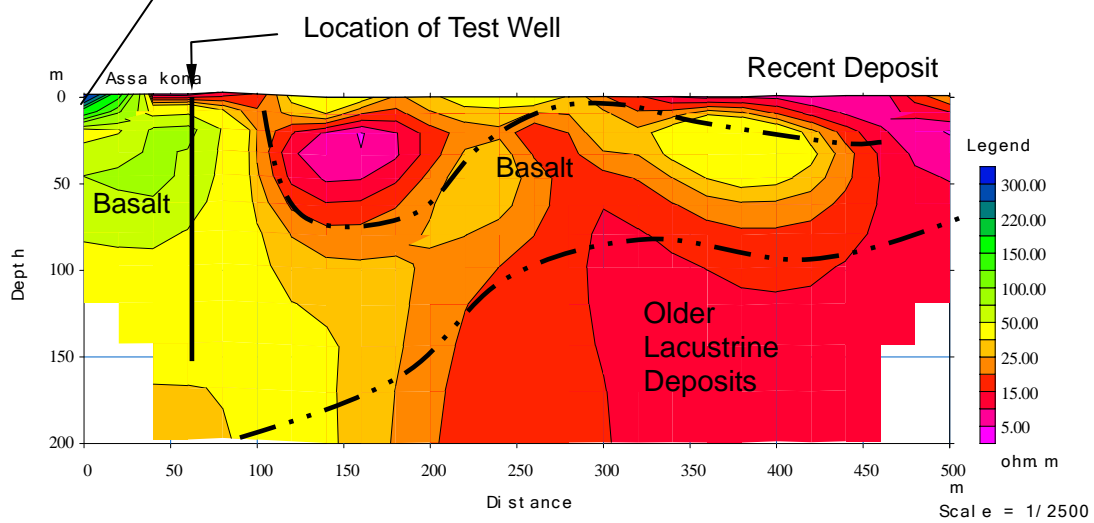 Location of Test Well
Recent Deposit
m
Assa kona
0
50
100
150
200
Depth
Basalt
Basalt
Older
Lacustrine
Deposits
0 50 100 150 200 250 300 350 400 450 500
m
Distance
Scale = 1/2500
Legend
300.00
220.00
150.00
100.00
50.00
25.00
15.00
10.00
5.00
ohm m